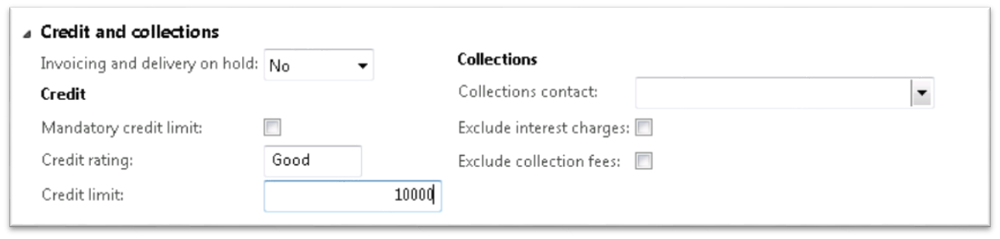 Credit and collections
Invoicing and delivery on hold: No
Credit
Mandatory credit limit:
Credit rating: Good
Credit limit: 10000
Collections
Collections contact:
Exclude interest charges:
Exclude collection fees: